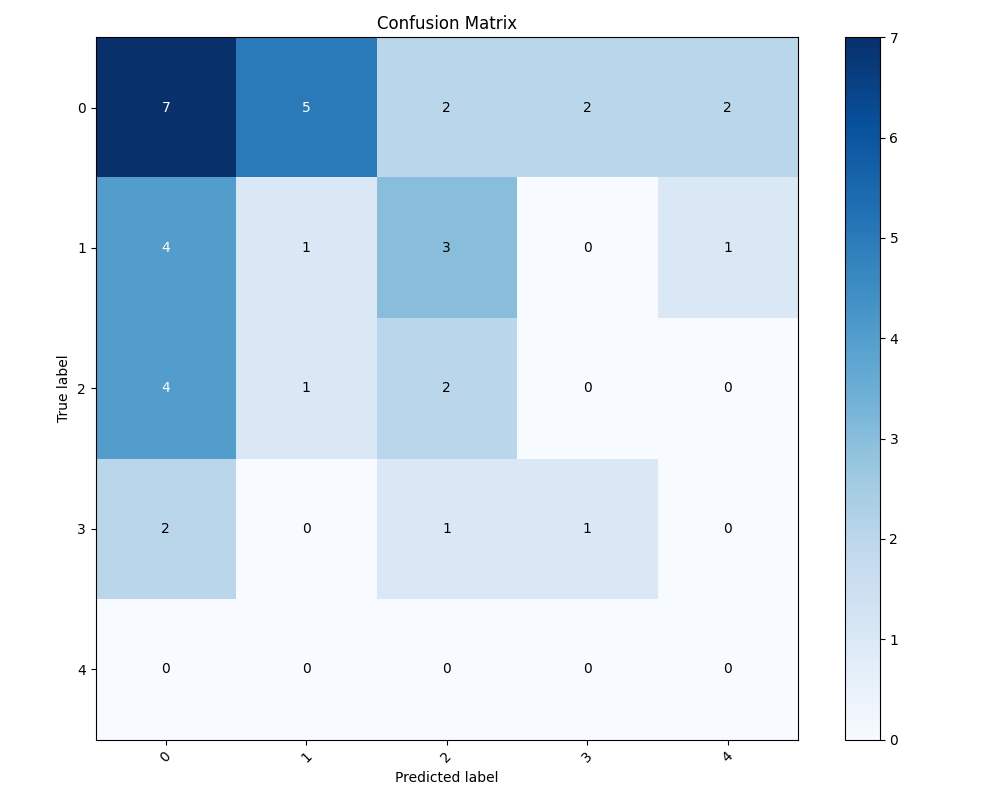 Confusion Matrix
0 7 5 2 2 2
1 4 1 3 0 1
2 4 1 2 0 0
3 2 0 1 1 0
4 0 0 0 0 0
0 1 2 3 4
True label
Predicted label
7
6
5
4
3
2
1
0